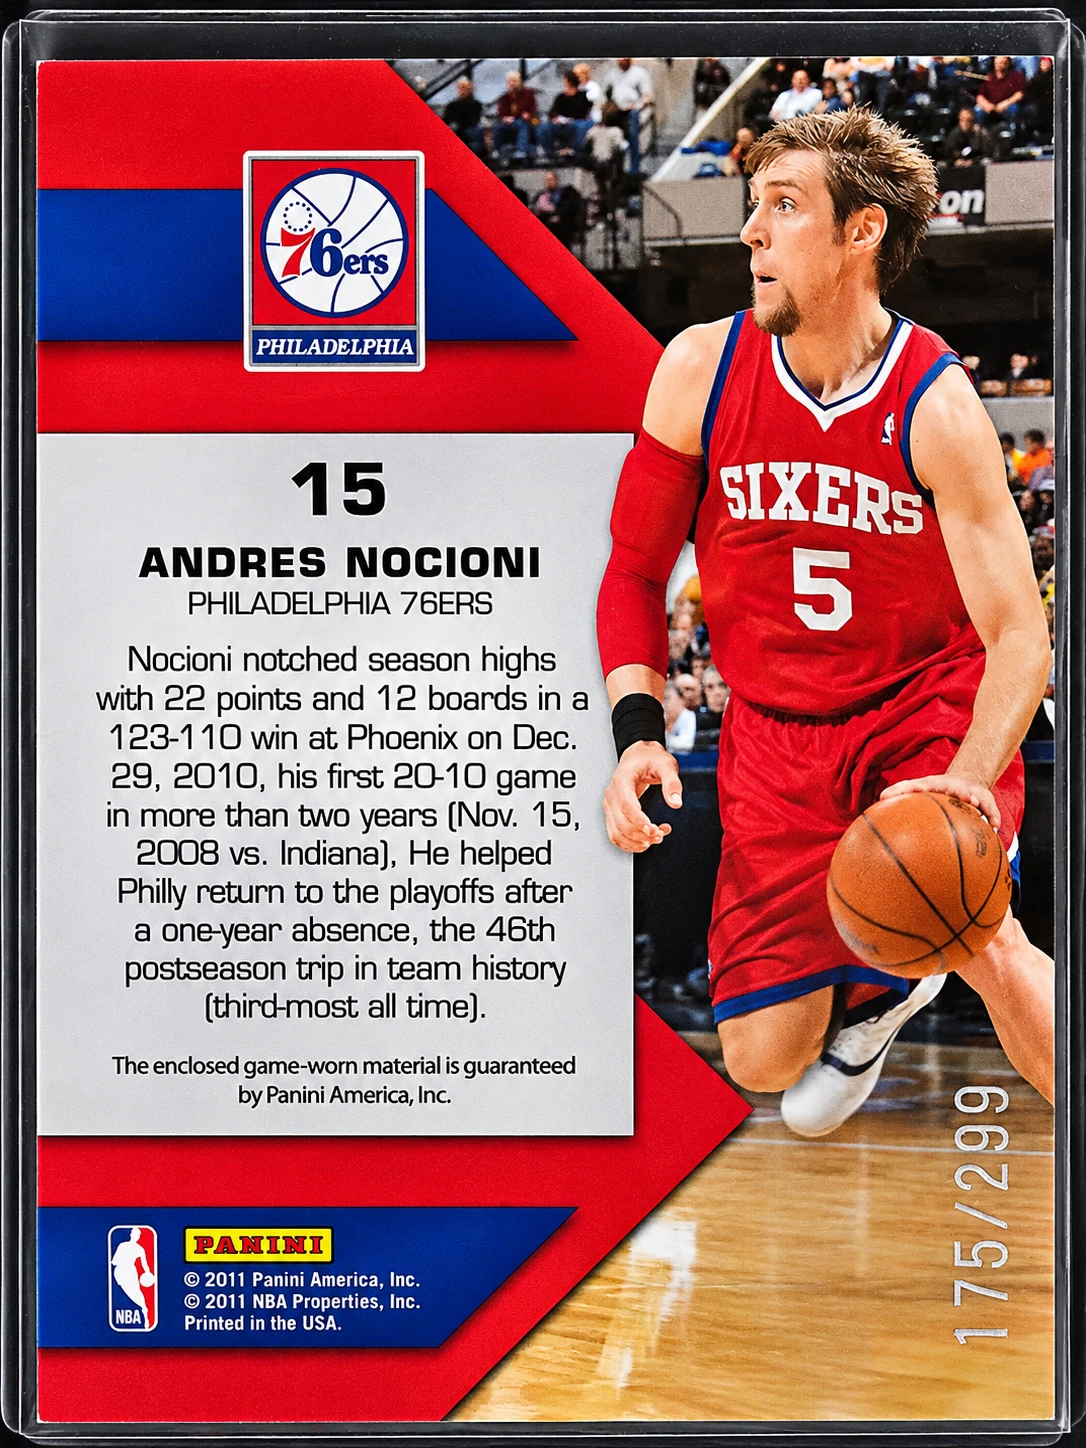 76ers
PHILADELPHIA
15
ANDRES NOCIONI
PHILADELPHIA 76ERS
Nocioni notched season highs
with 22 points and 12 boards in a
123-110 win at Phoenix on Dec.
29, 2010, his first 20-10 game
in more than two years (Nov. 15,
2008 vs. Indiana), He helped
Philly return to the playoffs after
a one-year absence, the 46th
postseason trip in team history
(third-most all time).
The enclosed game-worn material is guaranteed
by Panini America, Inc.
NBA
PANINI
© 2011 Panini America, Inc.
© 2011 NBA Properties, Inc.
Printed in the USA.
SIXERS
5
175/299